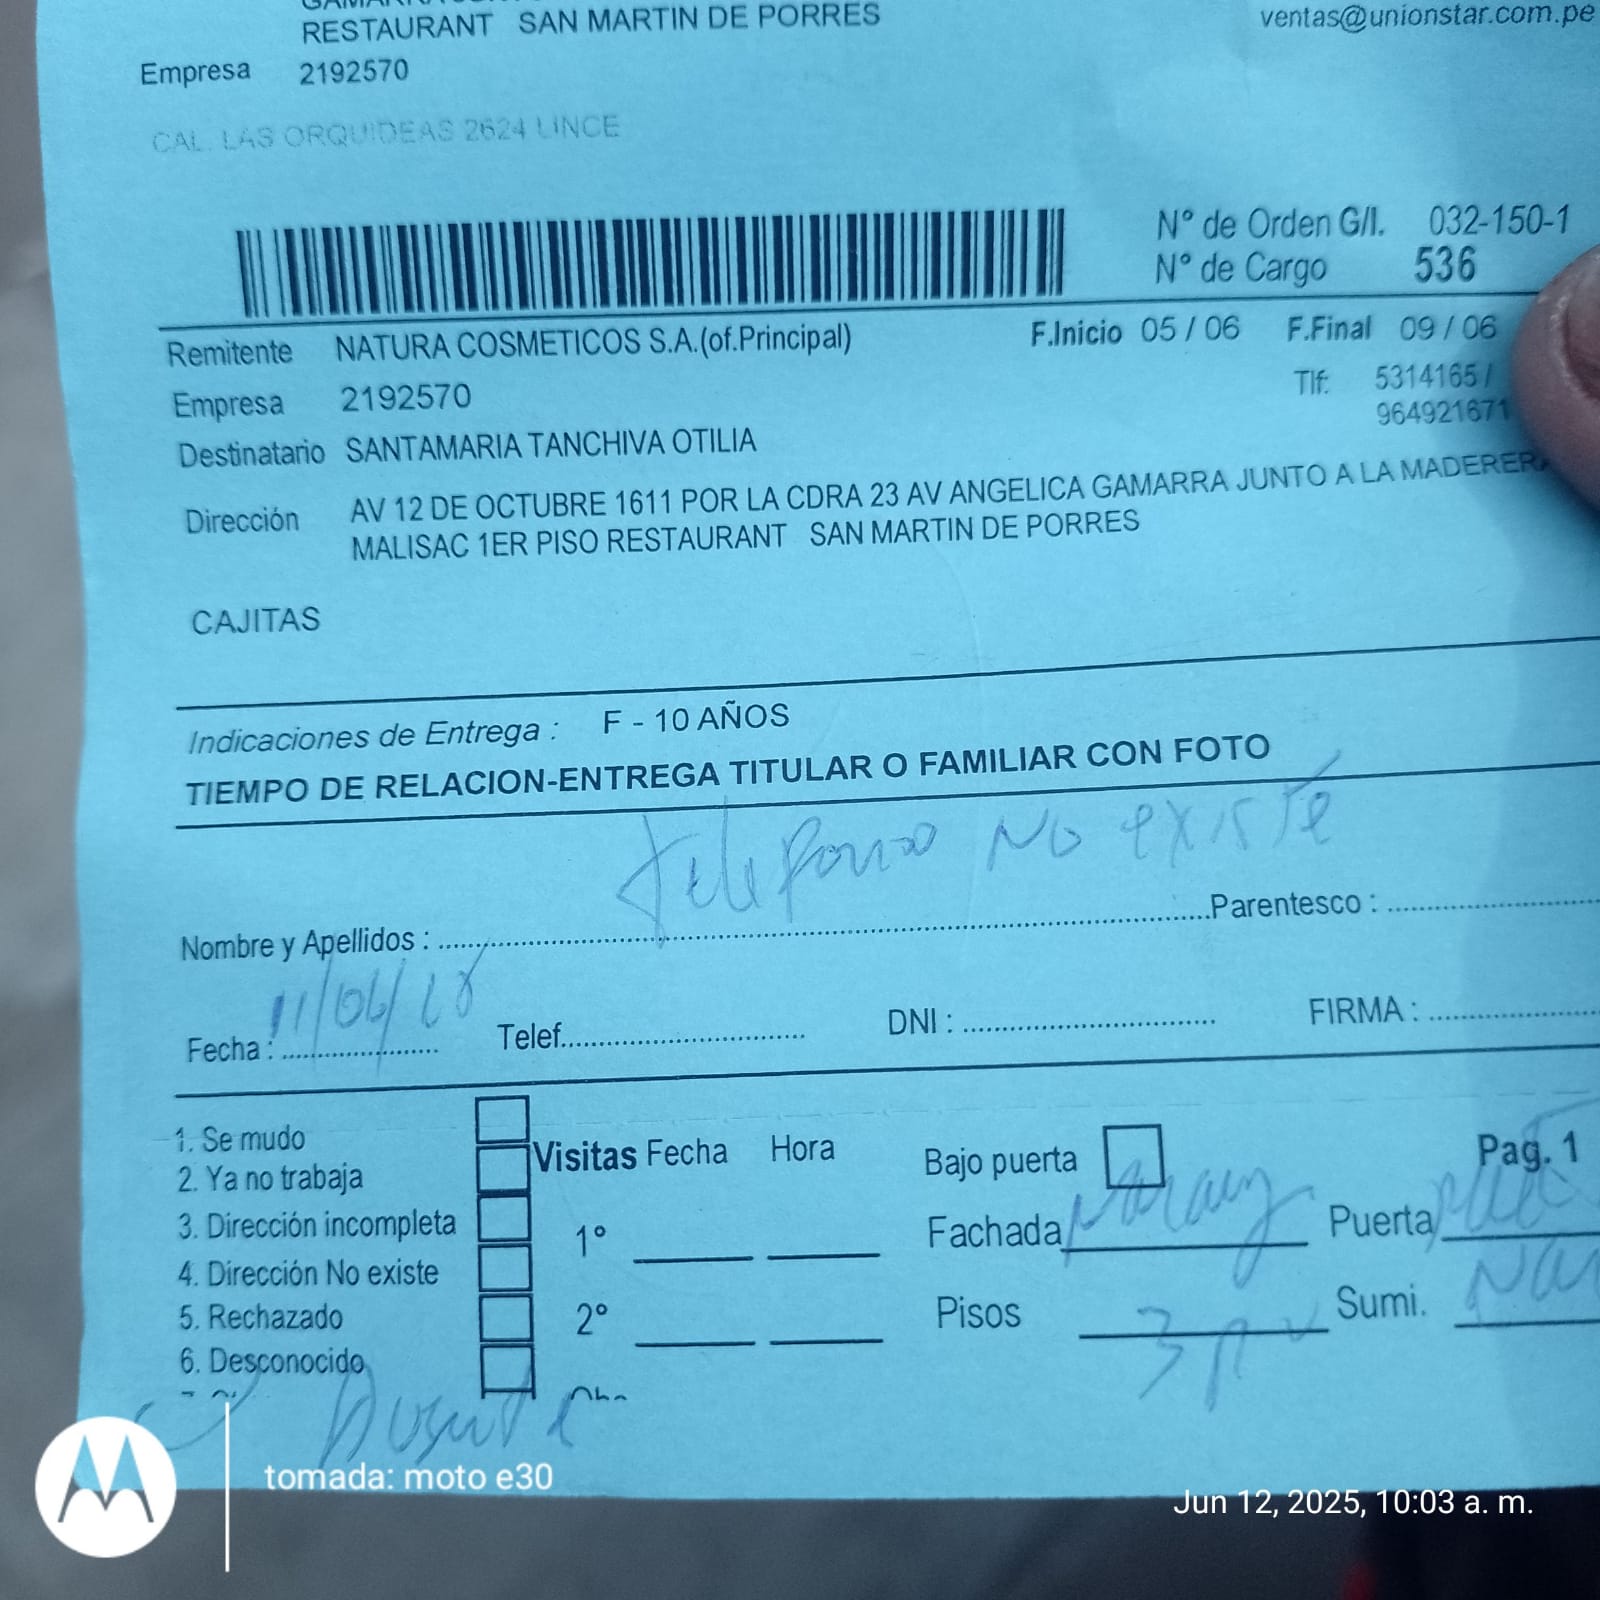 RESTAURANT SAN MARTIN DE PORRES
ventas@unionstar.com.pe
Empresa 2192570
CAL. LAS ORQUIDEAS 2624 LINCE
N° de Orden G/I. 032-150-1
N° de Cargo 536
Remitente NATURA COSMETICOS S.A.(of.Principal) F.Inicio 05 / 06 F.Final 09 / 06
Empresa 2192570 Tlf: 5314165 /
964921671
Destinatario SANTAMARIA TANCHIVA OTILIA
Dirección AV 12 DE OCTUBRE 1611 POR LA CDRA 23 AV ANGELICA GAMARRA JUNTO A LA MADERERA
MALISAC 1ER PISO RESTAURANT SAN MARTIN DE PORRES
CAJITAS
Indicaciones de Entrega : F - 10 AÑOS
TIEMPO DE RELACION-ENTREGA TITULAR O FAMILIAR CON FOTO
Telefono No existe
Nombre y Apellidos : Parentesco :
Fecha : 11/06/ Telef. DNI : FIRMA :
1. Se mudo
2. Ya no trabaja
3. Dirección incompleta
4. Dirección No existe
5. Rechazado
6. Desconocido
Visitas Fecha Hora
1°
2°
Bajo puerta Pag. 1
Fachada Puerta
Pisos 3 Sumi.
tomada: moto e30
Jun 12, 2025, 10:03 a. m.